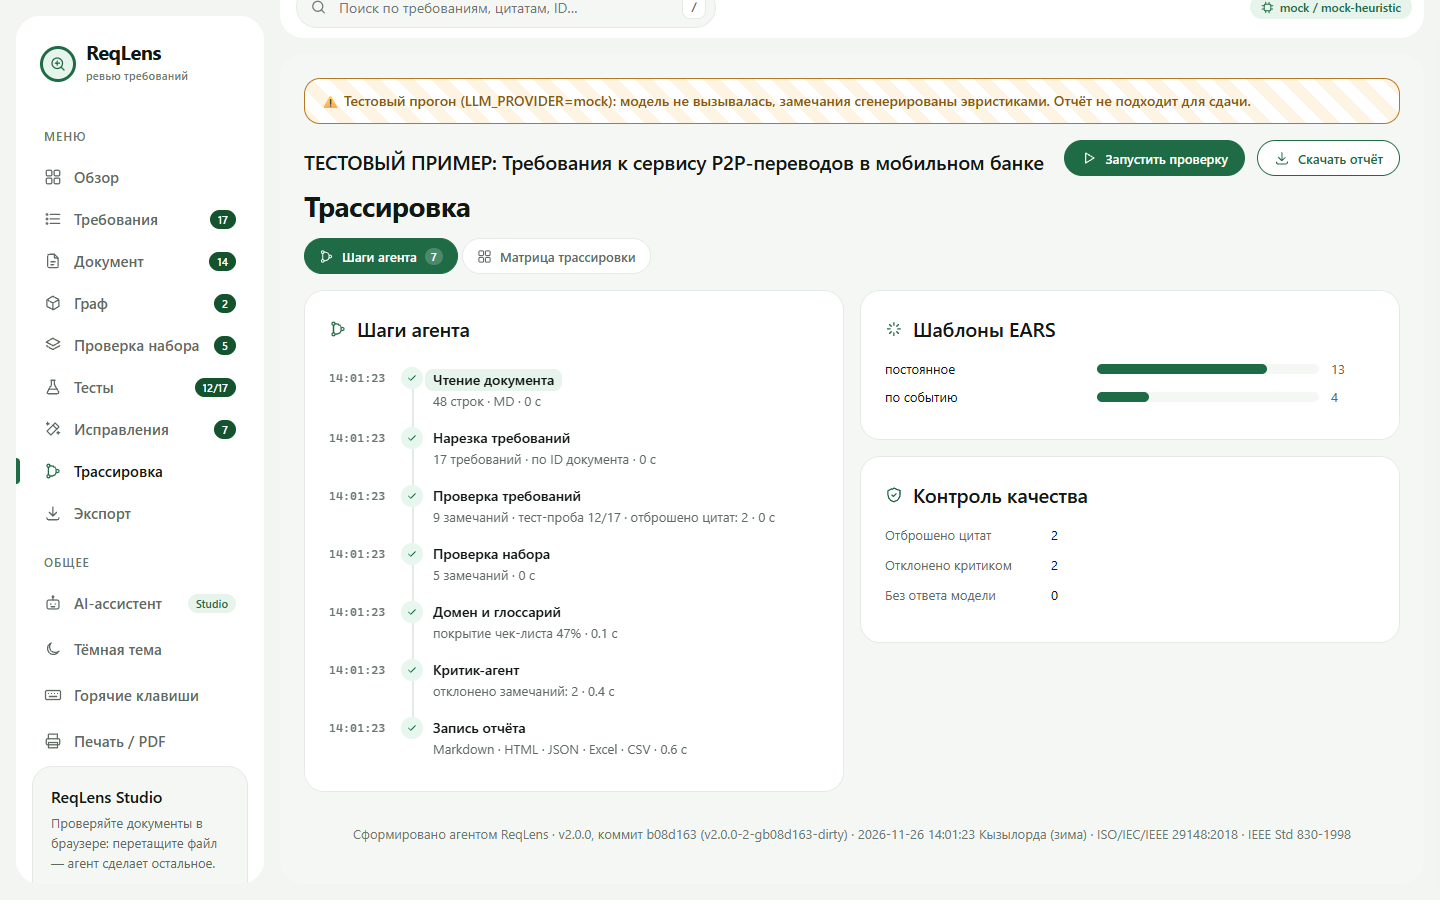 ReqLens
ревью требований
МЕНЮ
Обзор
Требования 17
Документ 14
Граф 2
Проверка набора 5
Тесты 12/17
Исправления 7
Трассировка
Экспорт
ОБЩЕЕ
AI-ассистент Studio
Тёмная тема
Горячие клавиши
Печать / PDF
ReqLens Studio
Проверяйте документы в
браузере: перетащите файл
— агент сделает остальное.
Поиск по требованиям, цитатам, ID... /
mock / mock-heuristic
Тестовый прогон (LLM_PROVIDER=mock): модель не вызывалась, замечания сгенерированы эвристиками. Отчёт не подходит для сдачи.
ТЕСТОВЫЙ ПРИМЕР: Требования к сервису P2P-переводов в мобильном банке
Запустить проверку
Скачать отчёт
Трассировка
Шаги агента 7
Матрица трассировки
Шаги агента
14:01:23 Чтение документа
48 строк · MD · 0 с
14:01:23 Нарезка требований
17 требований · по ID документа · 0 с
14:01:23 Проверка требований
9 замечаний · тест-проба 12/17 · отброшено цитат: 2 · 0 с
14:01:23 Проверка набора
5 замечаний · 0 с
14:01:23 Домен и глоссарий
покрытие чек-листа 47% · 0.1 с
14:01:23 Критик-агент
отклонено замечаний: 2 · 0.4 с
14:01:23 Запись отчёта
Markdown · HTML · JSON · Excel · CSV · 0.6 с
Шаблоны EARS
постоянное 13
по событию 4
Контроль качества
Отброшено цитат 2
Отклонено критиком 2
Без ответа модели 0
Сформировано агентом ReqLens · v2.0.0, коммит b08d163 (v2.0.0-2-gb08d163-dirty) · 2026-11-26 14:01:23 Кызылорда (зима) · ISO/IEC/IEEE 29148:2018 · IEEE Std 830-1998